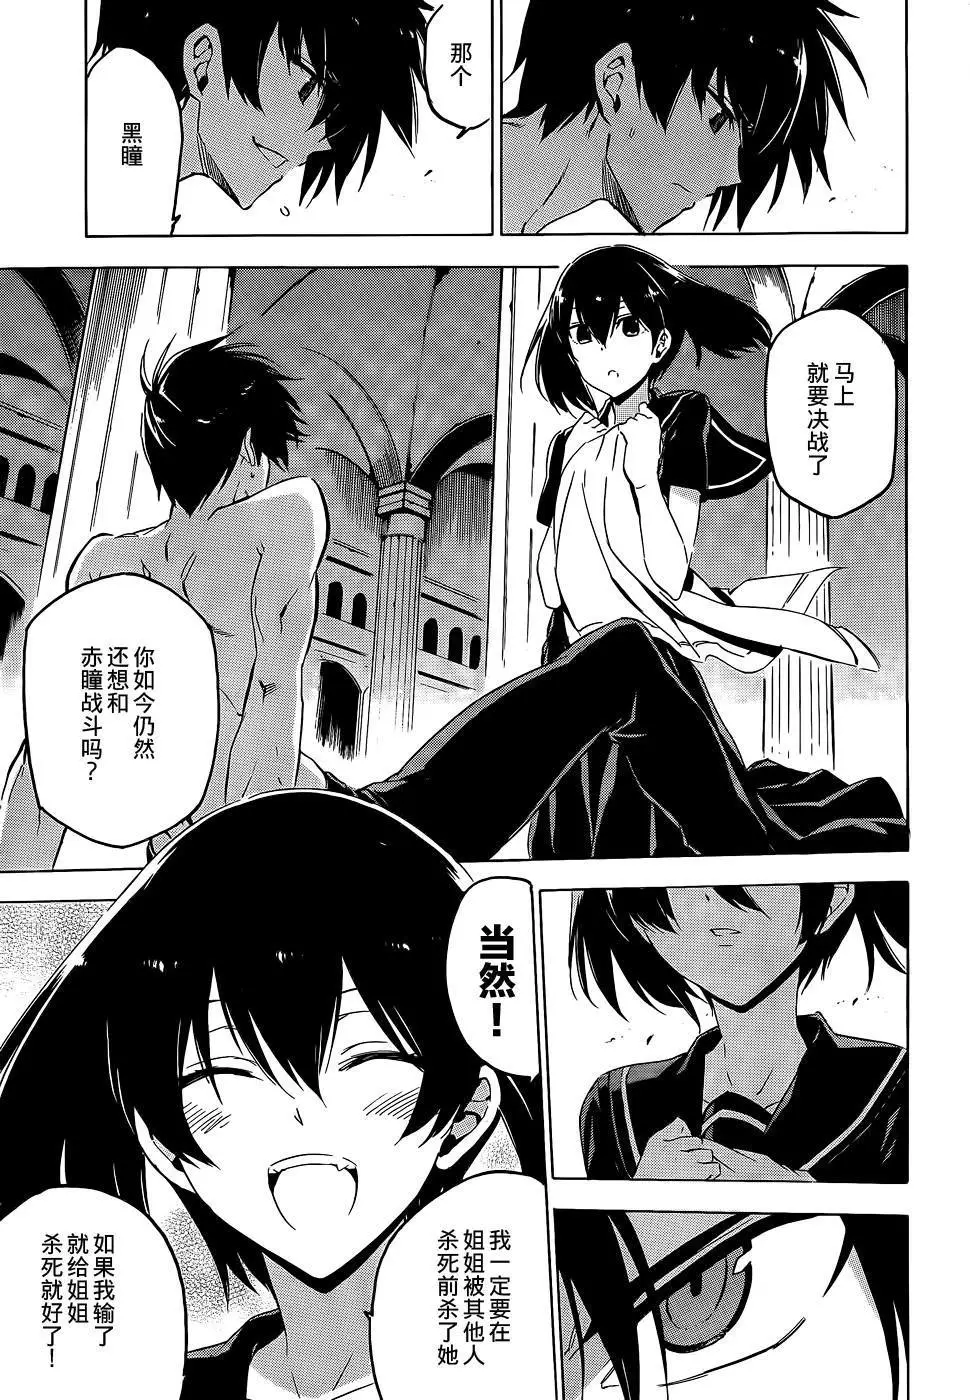 那个
黑瞳
马上
就要决战了
你如今仍然
还想和
赤瞳战斗吗？
当然！
我一定要在
姐姐被其他人
杀死前杀了她
如果我输了
就给姐姐
杀死就好了！